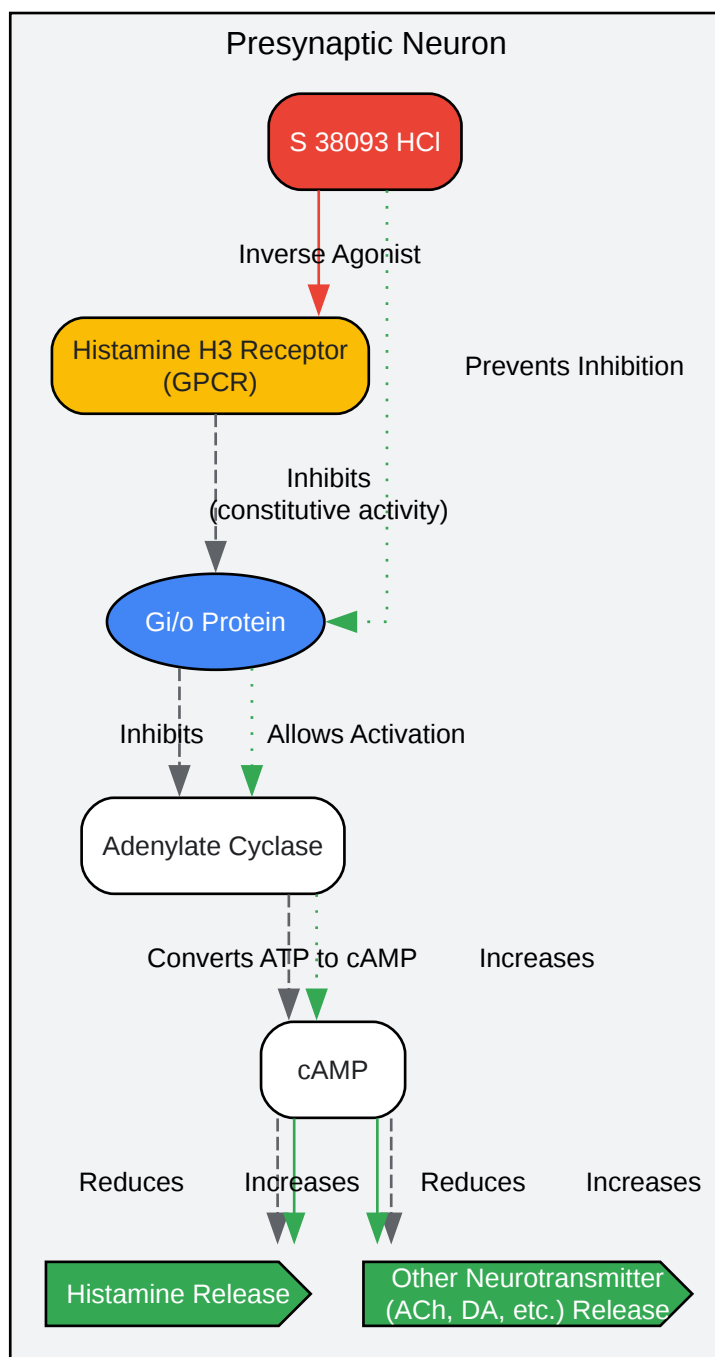 Presynaptic Neuron
S 38093 HCl
Inverse Agonist
Histamine H3 Receptor
(GPCR)
Prevents Inhibition
Inhibits
(constitutive activity)
Gi/o Protein
Inhibits
Allows Activation
Adenylate Cyclase
Converts ATP to cAMP
Increases
cAMP
Reduces
Increases
Reduces
Increases
Histamine Release
Other Neurotransmitter
(ACh, DA, etc.) Release